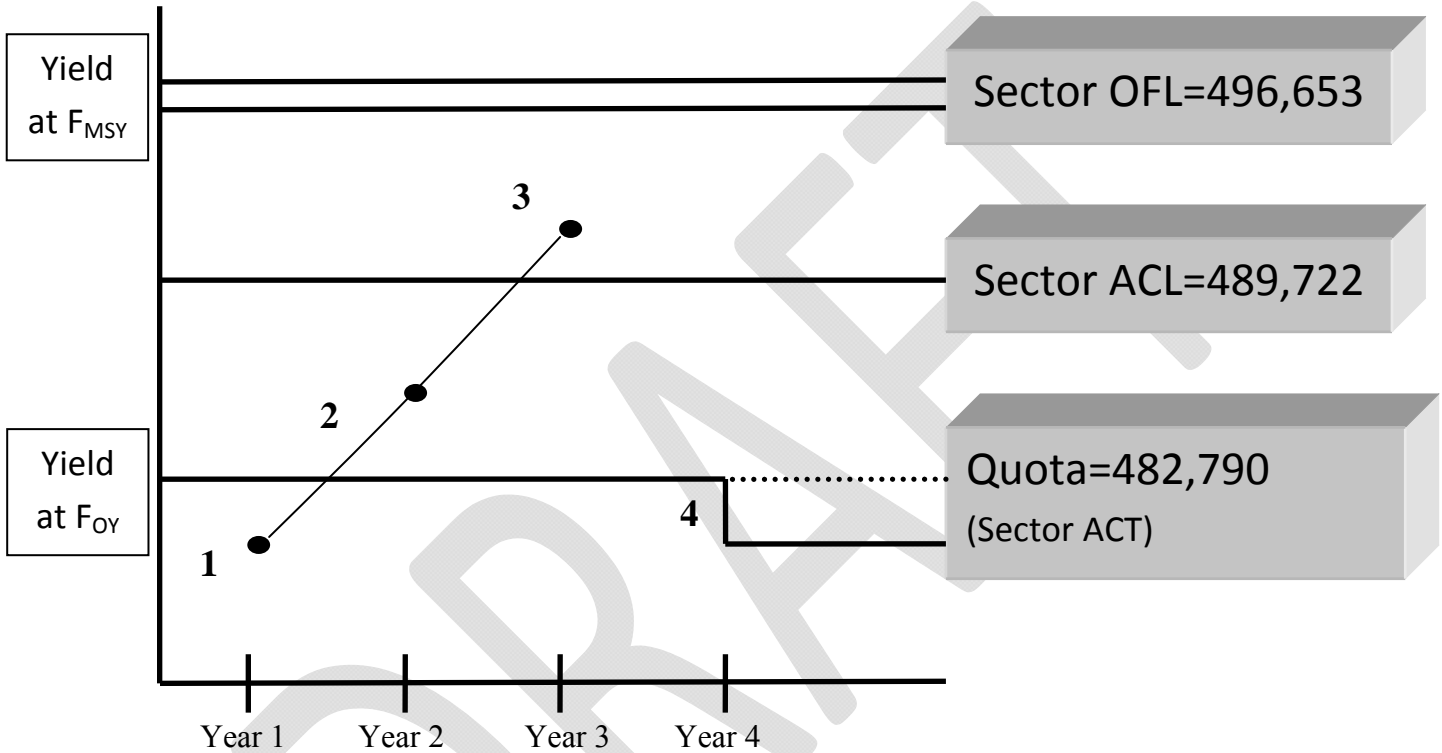 Yield
at FMSY
Sector OFL=496,653
3
Sector ACL=489,722
2
Yield
at FOY
Quota=482,790
(Sector ACT)
4
1
Year 1
Year 2
Year 3
Year 4
DRAFT